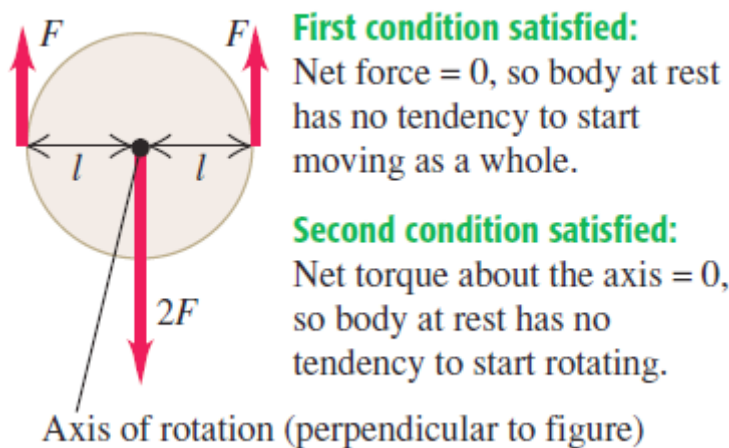 F
F
l
l
2F
First condition satisfied:
Net force = 0, so body at rest
has no tendency to start
moving as a whole.
Second condition satisfied:
Net torque about the axis = 0,
so body at rest has no
tendency to start rotating.
Axis of rotation (perpendicular to figure)